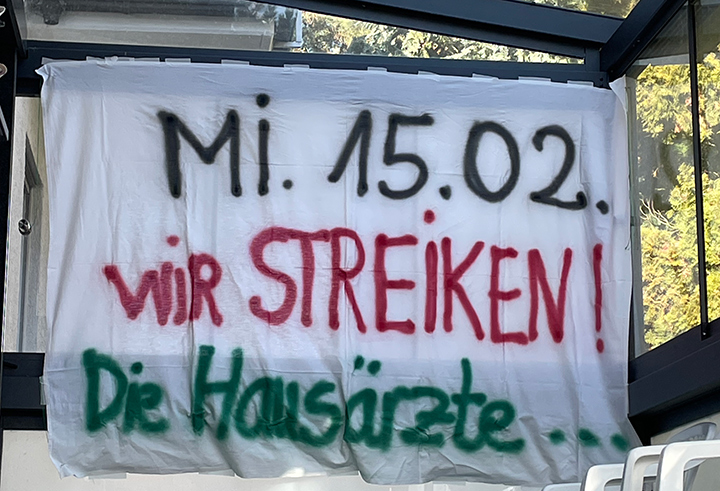 Mi. 15.02.
WiR STREiKEN!
Die Hausärzte...